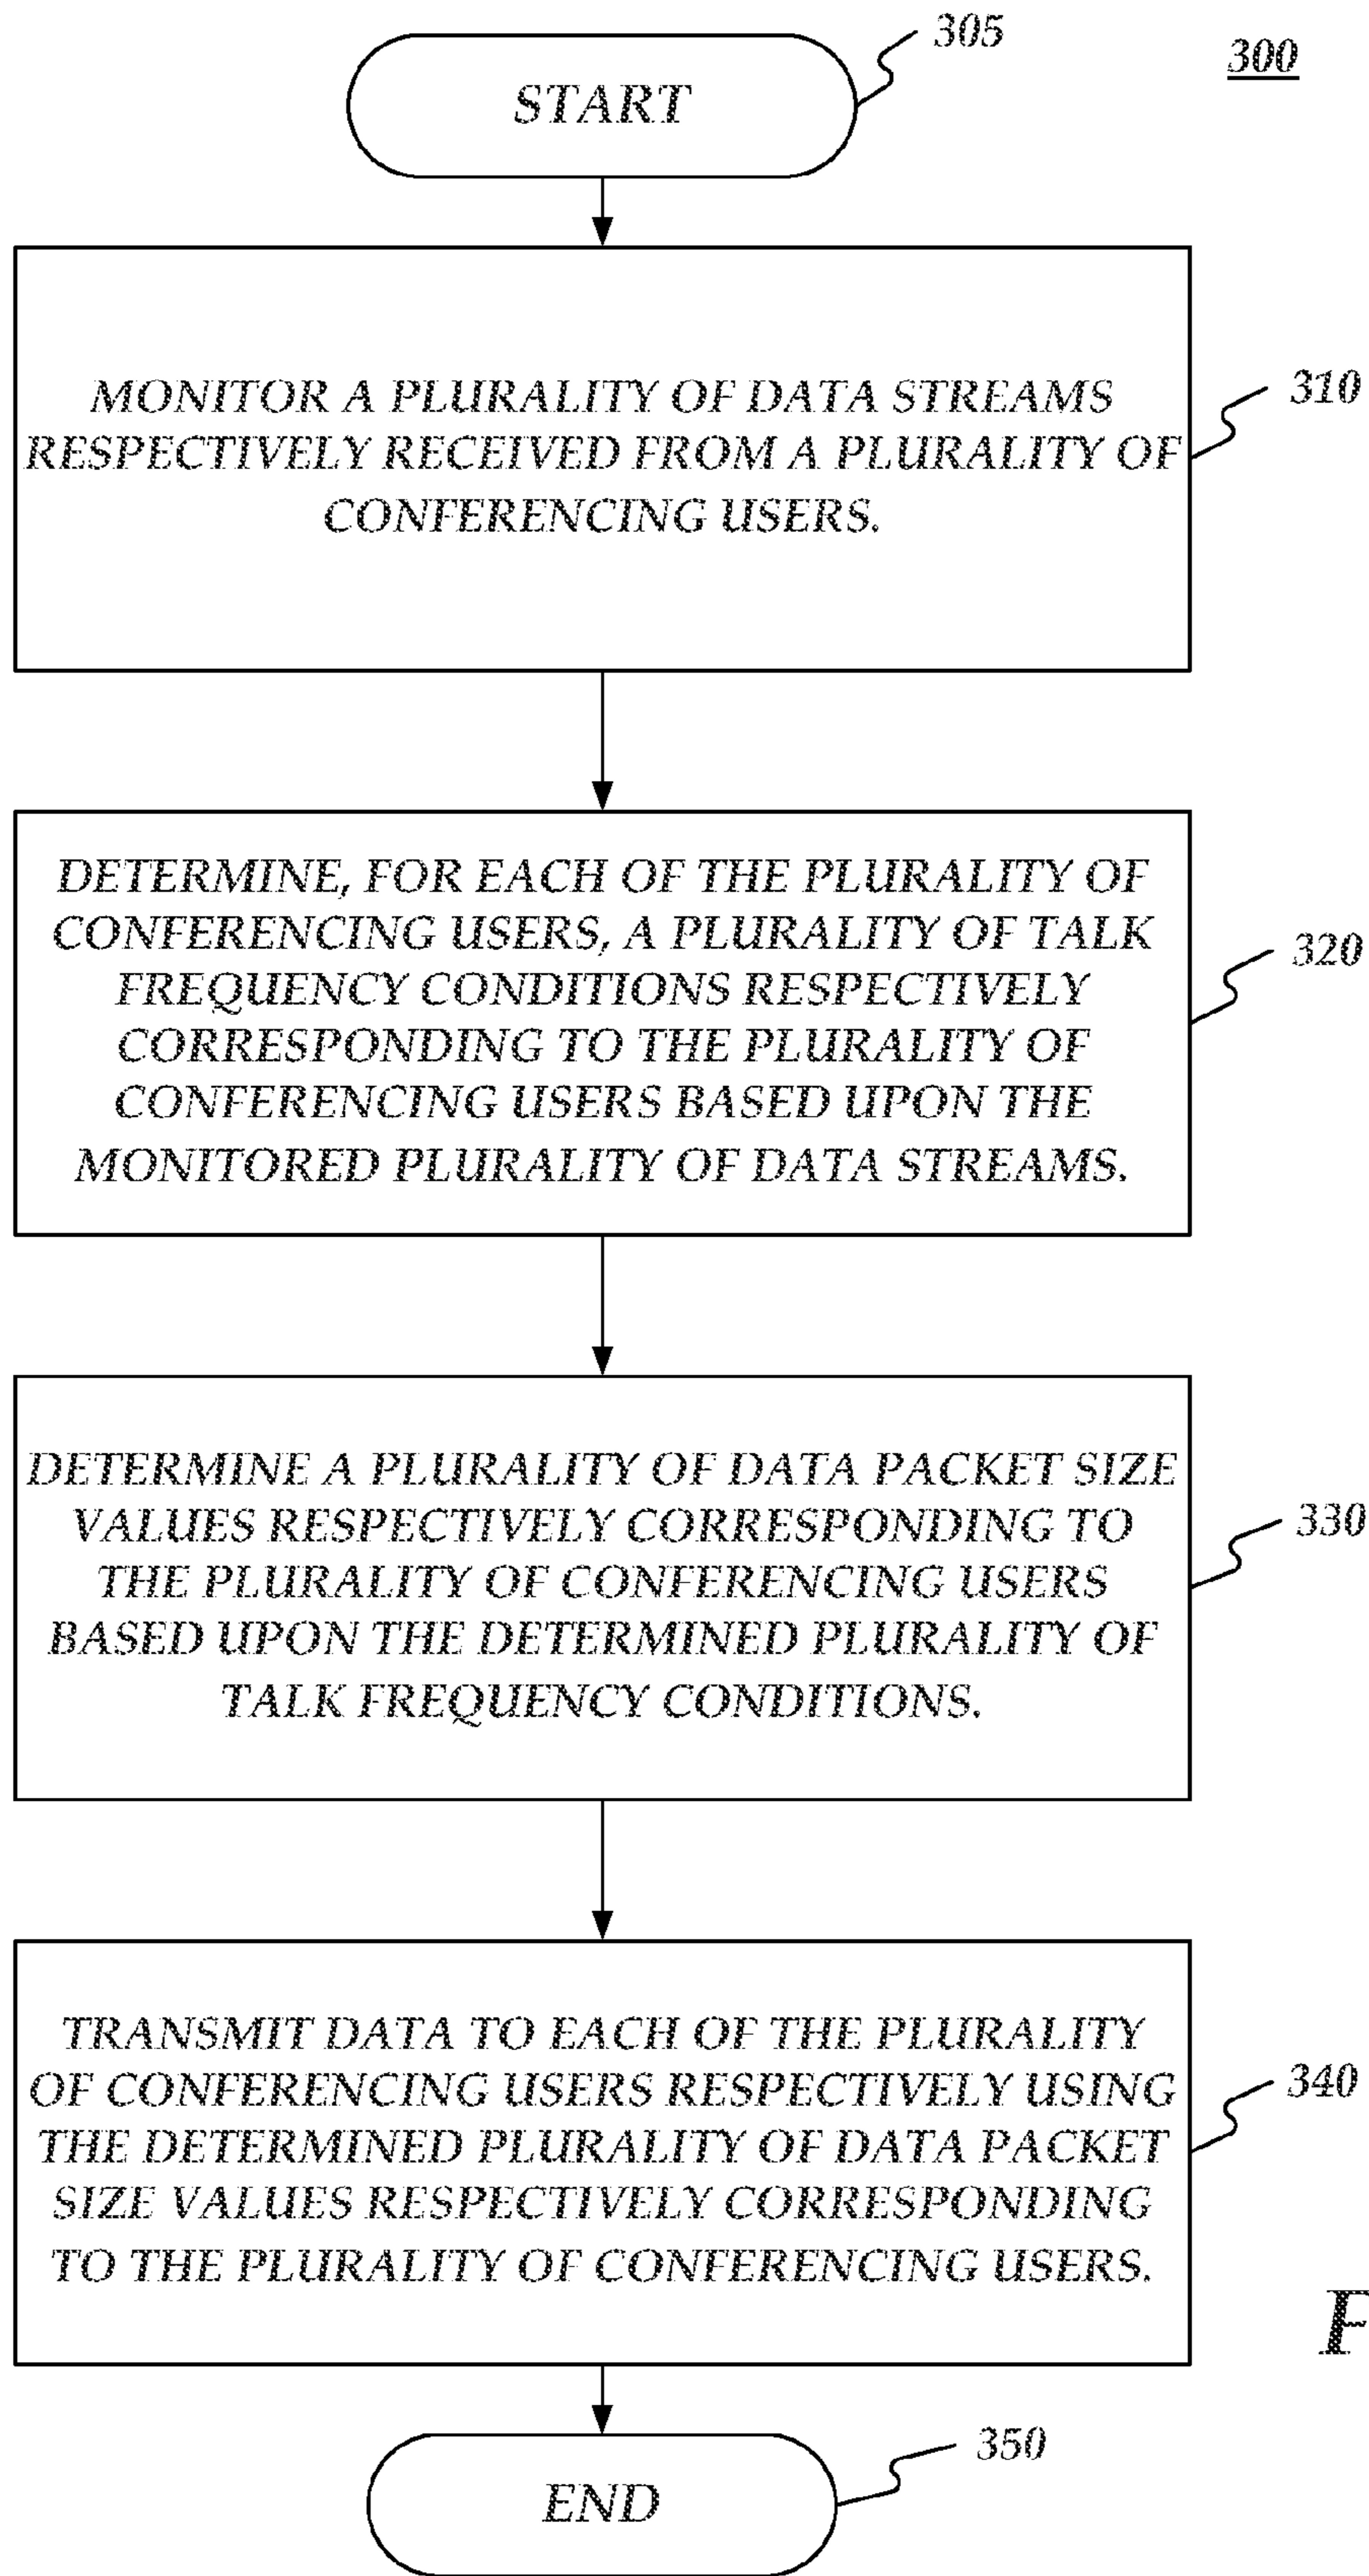 305
300
START
MONITOR A PLURALITY OF DATA STREAMS
RESPECTIVELY RECEIVED FROM A PLURALITY OF
CONFERENCING USERS.
310
DETERMINE, FOR EACH OF THE PLURALITY OF
CONFERENCING USERS, A PLURALITY OF TALK
FREQUENCY CONDITIONS RESPECTIVELY
CORRESPONDING TO THE PLURALITY OF
CONFERENCING USERS BASED UPON THE
MONITORED PLURALITY OF DATA STREAMS.
320
DETERMINE A PLURALITY OF DATA PACKET SIZE
VALUES RESPECTIVELY CORRESPONDING TO
THE PLURALITY OF CONFERENCING USERS
BASED UPON THE DETERMINED PLURALITY OF
TALK FREQUENCY CONDITIONS.
330
TRANSMIT DATA TO EACH OF THE PLURALITY
OF CONFERENCING USERS RESPECTIVELY USING
THE DETERMINED PLURALITY OF DATA PACKET
SIZE VALUES RESPECTIVELY CORRESPONDING
TO THE PLURALITY OF CONFERENCING USERS.
340
F
350
END